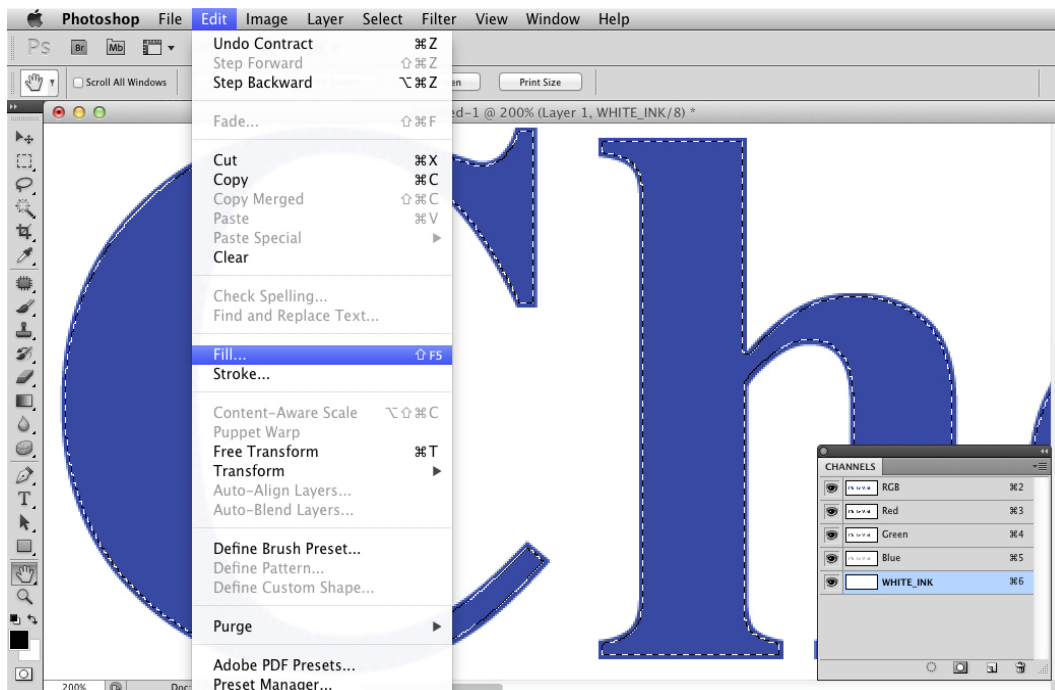 Photoshop File Edit Image Layer Select Filter View Window Help
Ps Br Mb
Undo Contract ⌘Z
Step Forward ⇧⌘Z
Step Backward ⌥⌘Z
Scroll All Windows
en
Print Size
ed-1 @ 200% (Layer 1, WHITE_INK/8) *
Fade... ⇧⌘F
Cut ⌘X
Copy ⌘C
Copy Merged ⇧⌘C
Paste ⌘V
Paste Special
Clear
Check Spelling...
Find and Replace Text...
Fill... ⇧F5
Stroke...
Content-Aware Scale ⌥⇧⌘C
Puppet Warp
Free Transform ⌘T
Transform
Auto-Align Layers...
Auto-Blend Layers...
Define Brush Preset...
Define Pattern...
Define Custom Shape...
Purge
Adobe PDF Presets...
Preset Manager...
Ch
CHANNELS
RGB ⌘2
Red ⌘3
Green ⌘4
Blue ⌘5
WHITE_INK ⌘6
T
200% Doc: